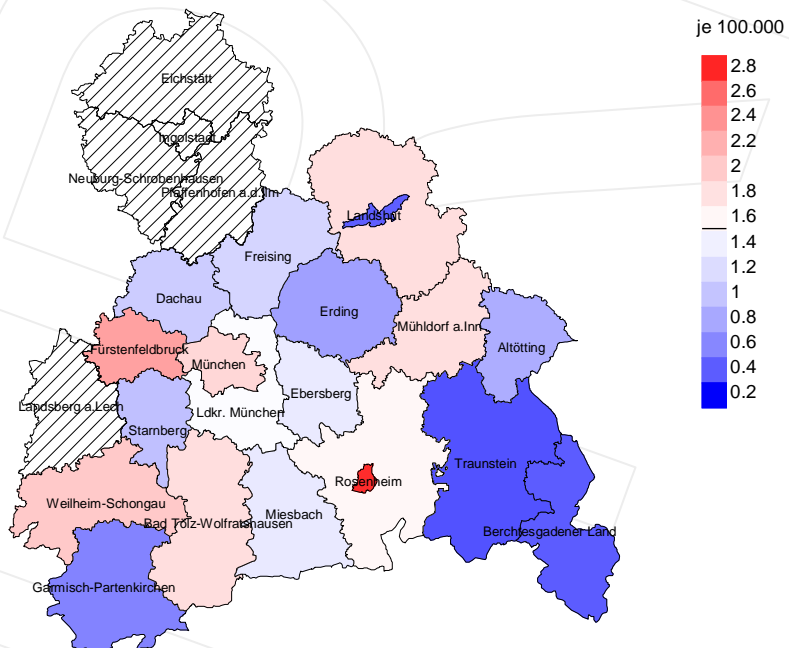 je 100.000
2.8
2.6
2.4
2.2
2
1.8
1.6
1.4
1.2
1
0.8
0.6
0.4
0.2
Eichstätt
Ingolstadt
Neuburg-Schrobenhausen
Pfaffenhofen a.d.Ilm
Landshut
Freising
Dachau
Erding
Mühldorf a.Inn
Altötting
Fürstenfeldbruck
München
Ebersberg
Landsberg a.Lech
Ldkr. München
Starnberg
Traunstein
Rosenheim
Weilheim-Schongau
Miesbach
Bad Tölz-Wolfratshausen
Berchtesgadener Land
Garmisch-Partenkirchen